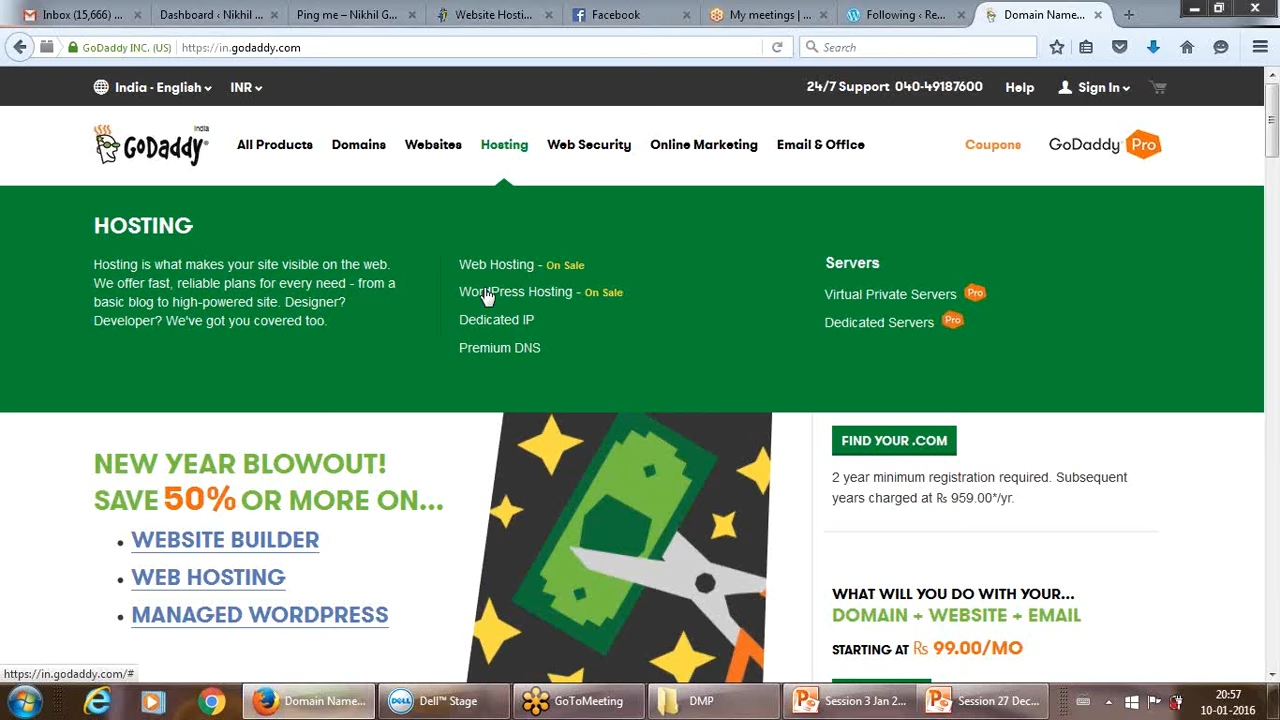 Inbox (15,666)
Dashboard ‹ Nikhil
Ping me – Nikhil G...
Website Hosti...
Facebook
My meetings | ...
Following ‹ Re...
Domain Name...
GoDaddy INC. (US)
https://in.godaddy.com
Search
India - English
INR
24/7 Support 040-49187600
Help
Sign In
GoDaddy
india
All Products
Domains
Websites
Hosting
Web Security
Online Marketing
Email & Office
Coupons
GoDaddy Pro
HOSTING
Hosting is what makes your site visible on the web.
We offer fast, reliable plans for every need - from a
basic blog to high-powered site. Designer?
Developer? We've got you covered too.
Web Hosting - On Sale
WordPress Hosting - On Sale
Dedicated IP
Premium DNS
Servers
Virtual Private Servers Pro
Dedicated Servers Pro
NEW YEAR BLOWOUT!
SAVE 50% OR MORE ON...
• WEBSITE BUILDER
• WEB HOSTING
• MANAGED WORDPRESS
FIND YOUR .COM
2 year minimum registration required. Subsequent
years charged at Rs 959.00*/yr.
WHAT WILL YOU DO WITH YOUR...
DOMAIN + WEBSITE + EMAIL
STARTING AT Rs 99.00/MO
https://in.godaddy.com/#
Domain Nam...
DELL
Dell™ Stage
GoToMeeting
DMP
Session 3 Jan 2...
Session 27 Dec...
20:57
10-01-2016